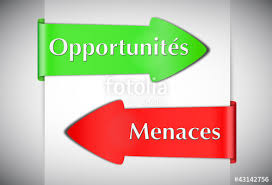 Opportunités
fotolia
Menaces
#43142756